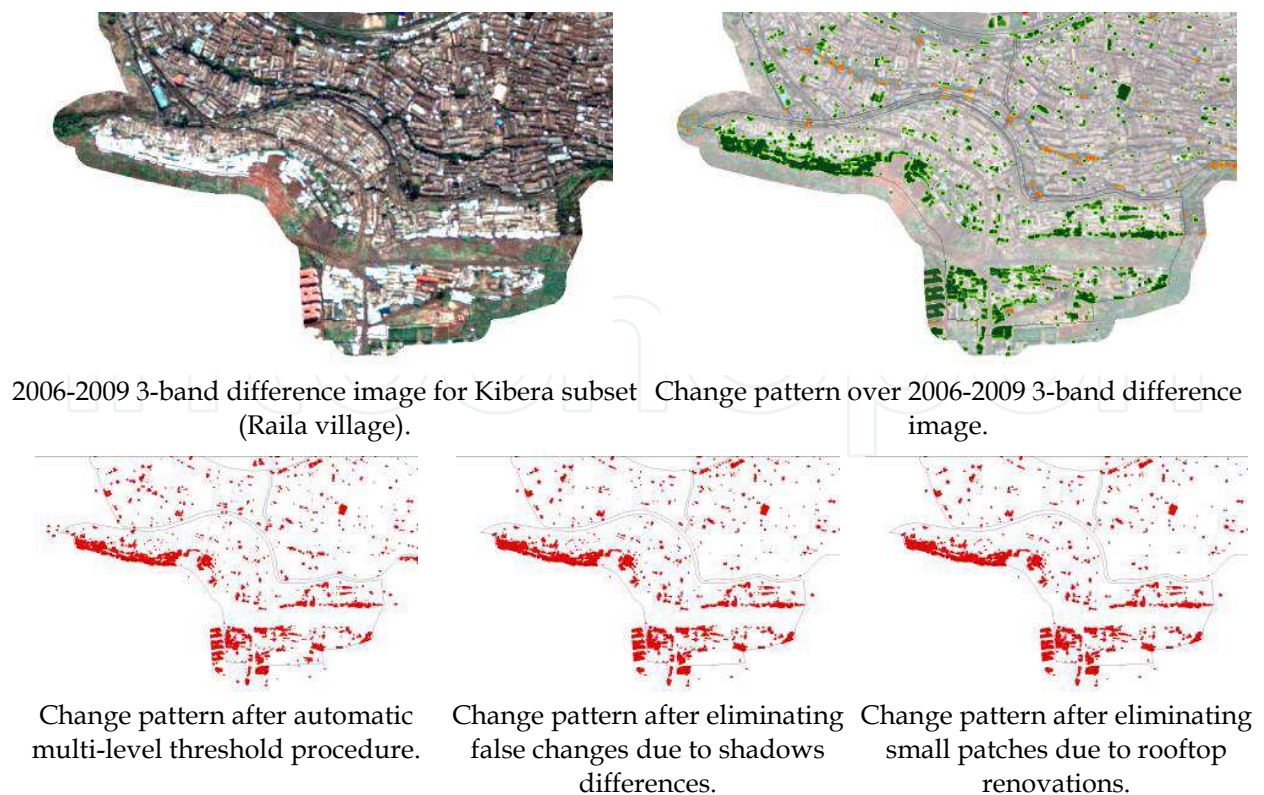 2006-2009 3-band difference image for Kibera subset
(Raila village).
Change pattern over 2006-2009 3-band difference
image.
Change pattern after automatic
multi-level threshold procedure.
Change pattern after eliminating
false changes due to shadows
differences.
Change pattern after eliminating
small patches due to rooftop
renovations.